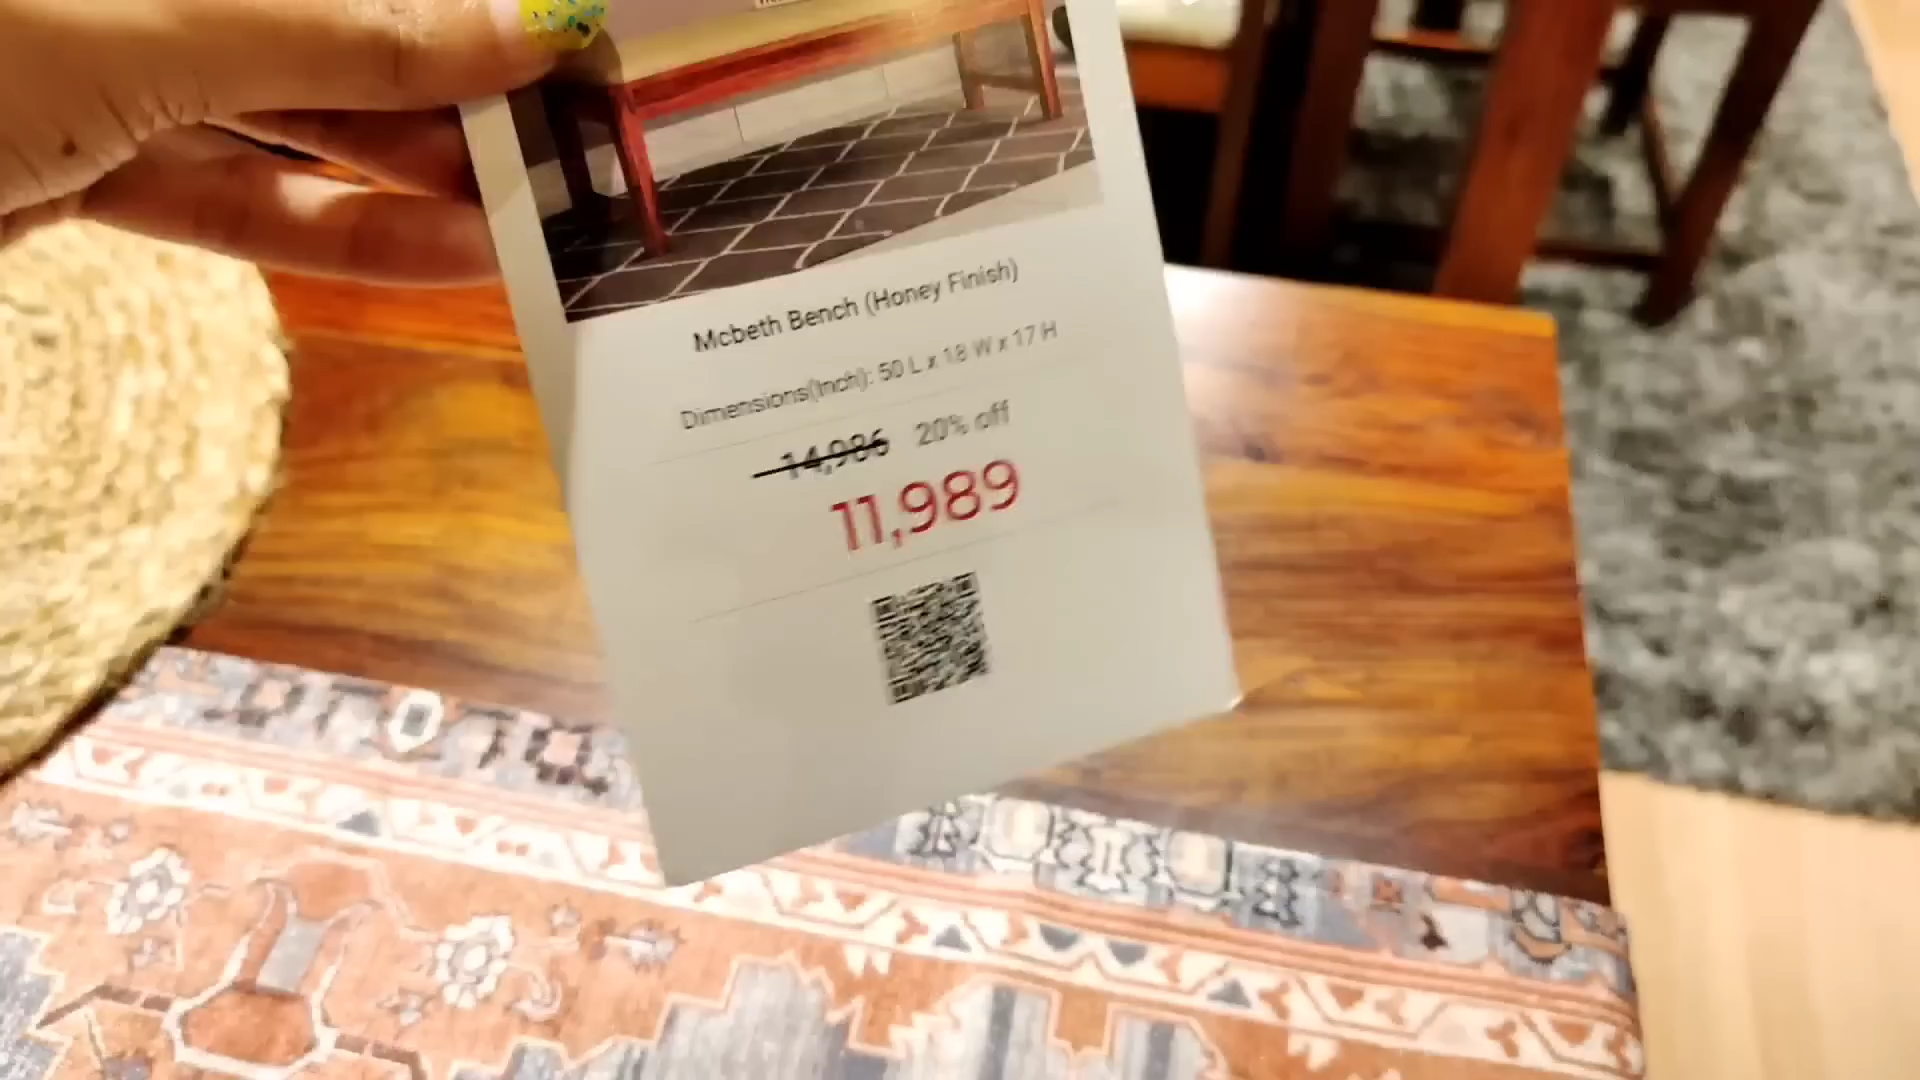 Mcbeth Bench (Honey Finish)
Dimensions(Inch): 50 L x 18 W x 17 H
14,986 20% off
11,989